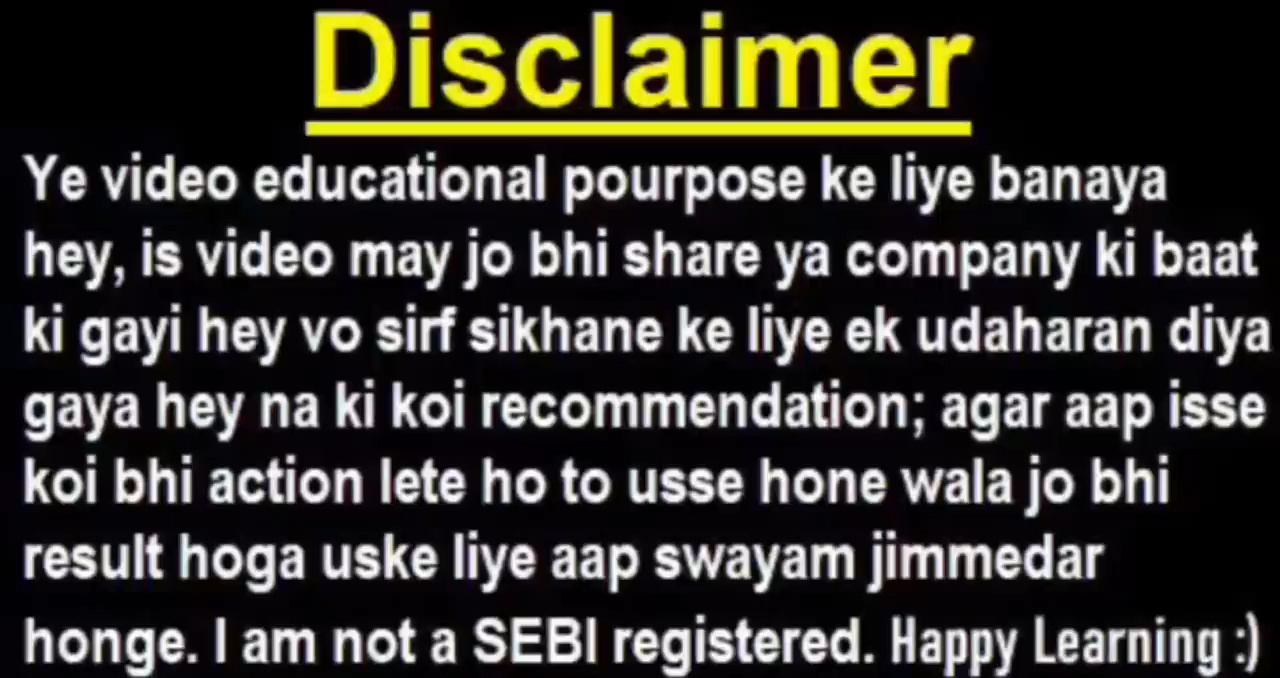 Disclaimer
Ye video educational pourpose ke liye banaya
hey, is video may jo bhi share ya company ki baat
ki gayi hey vo sirf sikhane ke liye ek udaharan diya
gaya hey na ki koi recommendation; agar aap isse
koi bhi action lete ho to usse hone wala jo bhi
result hoga uske liye aap swayam jimmedar
honge. I am not a SEBI registered. Happy Learning :)